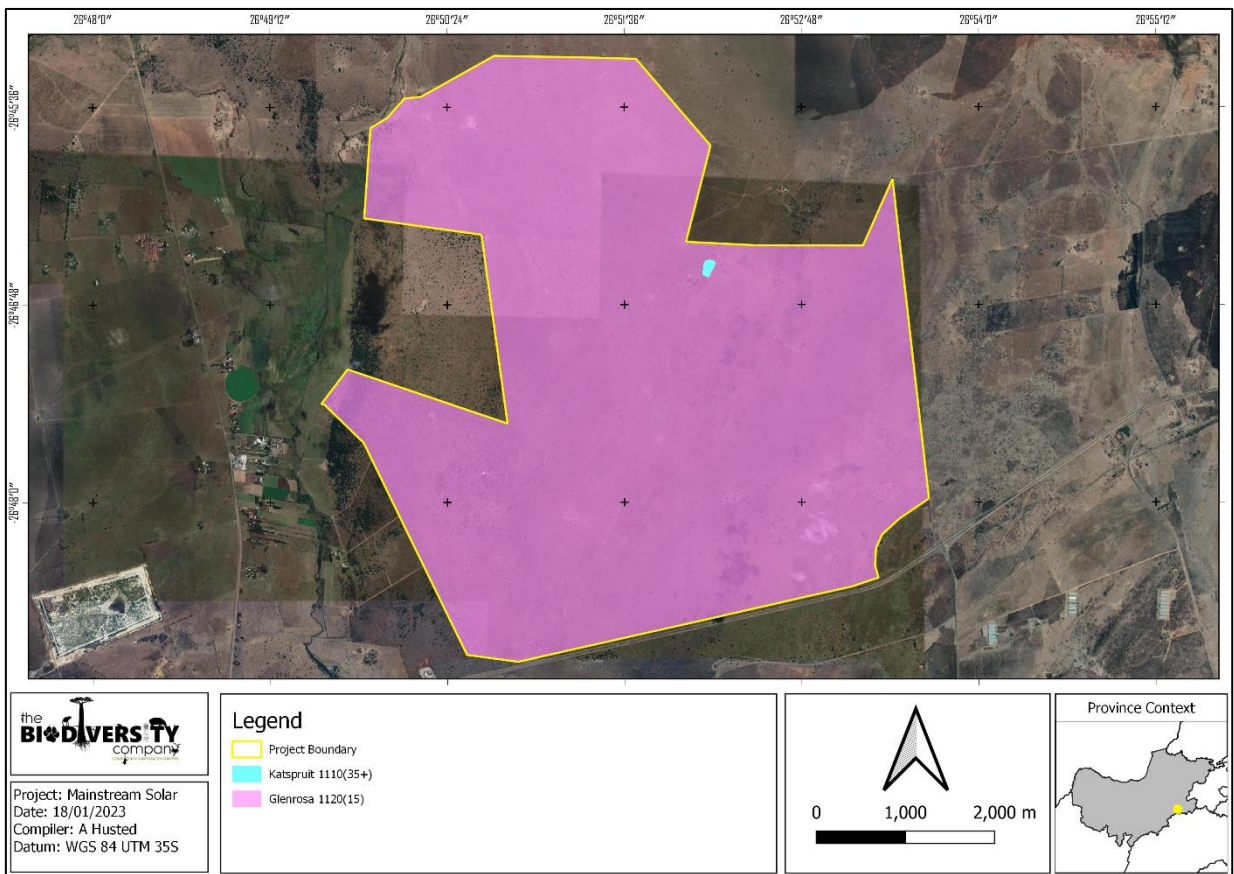 26°48'0" 26°49'12" 26°50'24" 26°51'36" 26°52'48" 26°54'0" 26°55'12"
-26°45'36"
-26°46'48"
-26°48'0"
the
BIODIVERSITY
company
Project: Mainstream Solar
Date: 18/01/2023
Compiler: A Husted
Datum: WGS 84 UTM 35S
Legend
Project Boundary
Katspruit 1110(35+)
Glenrosa 1120(15)
0 1,000 2,000 m
Province Context